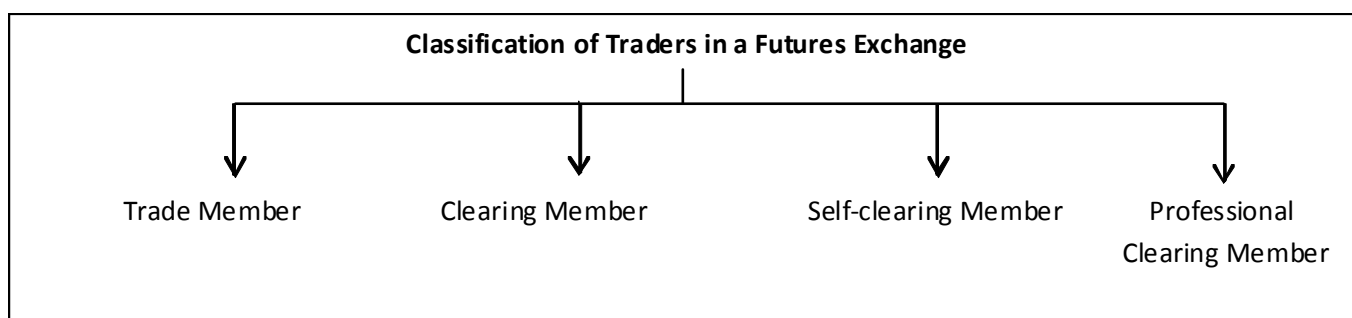 Classification of Traders in a Futures Exchange
Trade Member
Clearing Member
Self-clearing Member
Professional
Clearing Member